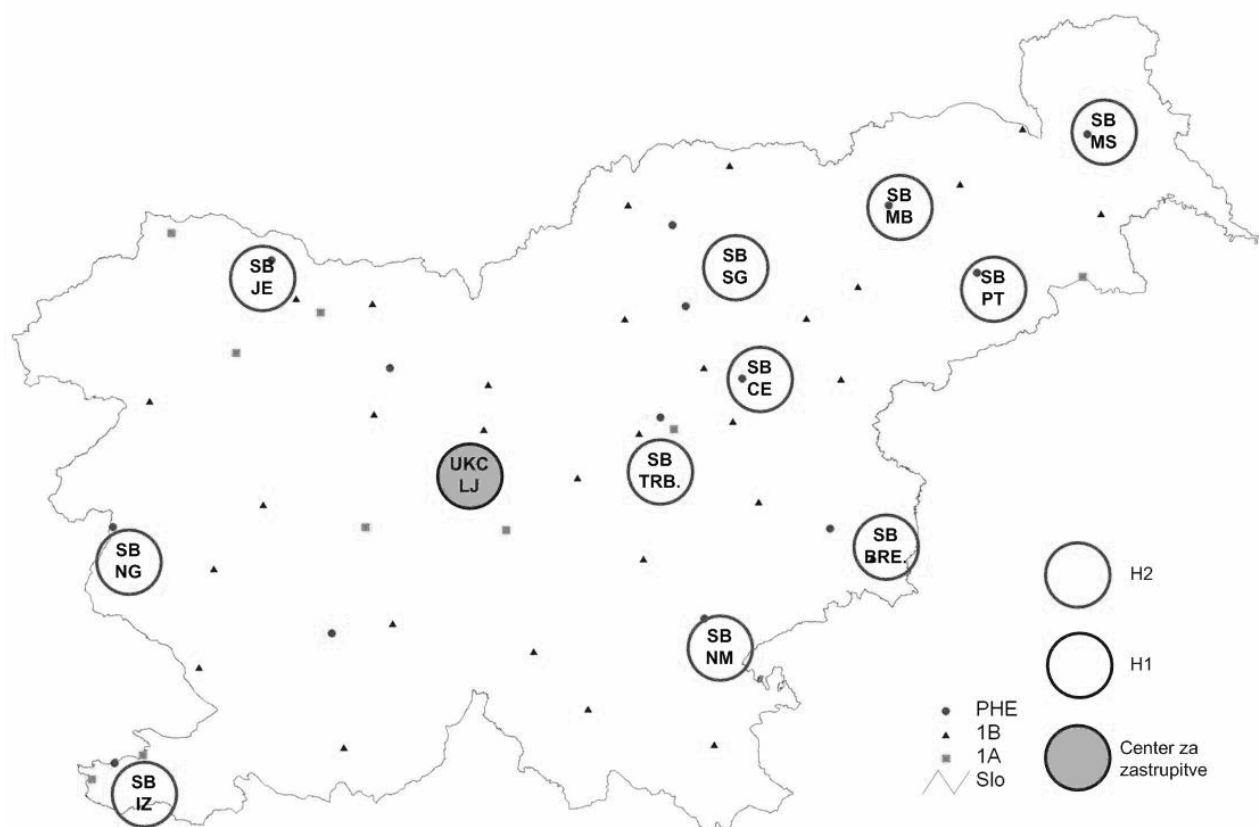 SB
MS
SB
MB
SB
JE
SB
SG
SB
PT
SB
CE
UKC
LJ
SB
TRB.
SB
NG
SB
BRE.
SB
NM
SB
IZ
H2
H1
PHE
1B
1A
Slo
Center za
zastrupitve